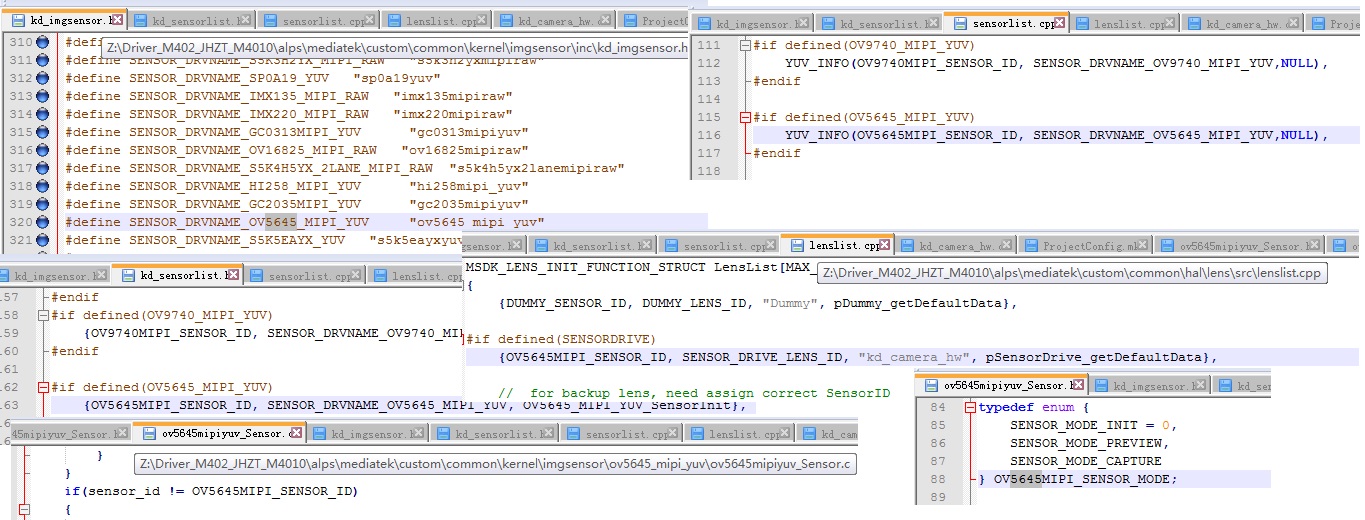 kd_imgsensor.h kd_sensorlist.h sensorlist.cpp lenslist.cpp kd_camera_hw.c ProjectC
310 #def
Z:\Driver_M402_JHZT_M4010\alps\mediatek\custom\common\kernel\imgsensor\inc\kd_imgsensor.h
311 #define SENSOR_DRVNAME_S5K3H2YX_MIPI_RAW "s5k3h2yxmipiraw"
312 #define SENSOR_DRVNAME_SP0A19_YUV "sp0a19yuv"
313 #define SENSOR_DRVNAME_IMX135_MIPI_RAW "imx135mipiraw"
314 #define SENSOR_DRVNAME_IMX220_MIPI_RAW "imx220mipiraw"
315 #define SENSOR_DRVNAME_GC0313MIPI_YUV "gc0313mipiyuv"
316 #define SENSOR_DRVNAME_OV16825_MIPI_RAW "ov16825mipiraw"
317 #define SENSOR_DRVNAME_S5K4H5YX_2LANE_MIPI_RAW "s5k4h5yx2lanemipiraw"
318 #define SENSOR_DRVNAME_HI258_MIPI_YUV "hi258mipi_yuv"
319 #define SENSOR_DRVNAME_GC2035MIPI_YUV "gc2035mipiyuv"
320 #define SENSOR_DRVNAME_OV5645_MIPI_YUV "ov5645 mipi yuv"
321 #define SENSOR_DRVNAME_S5K5EAYX_YUV "s5k5eayxyuv
kd_imgsensor.h kd_sensorlist.h sensorlist.cpp lenslist.cpp kd_camera_hw.c Proje
111 #if defined(OV9740_MIPI_YUV)
112 YUV_INFO(OV9740MIPI_SENSOR_ID, SENSOR_DRVNAME_OV9740_MIPI_YUV,NULL),
113 #endif
114
115 #if defined(OV5645_MIPI_YUV)
116 YUV_INFO(OV5645MIPI_SENSOR_ID, SENSOR_DRVNAME_OV5645_MIPI_YUV,NULL),
117 #endif
118
kd_imgsensor.h kd_sensorlist.h sensorlist.cpp lenslist.cpp
57 #endif
58 #if defined(OV9740_MIPI_YUV)
59 {OV9740MIPI_SENSOR_ID, SENSOR_DRVNAME_OV9740_MI
60 #endif
61
62 #if defined(OV5645_MIPI_YUV)
63 {OV5645MIPI_SENSOR_ID, SENSOR_DRVNAME_OV5645_MIPI_YUV, OV5645_MIPI_YUV_SensorInit},
sensor.h kd_sensorlist.h sensorlist.cpp lenslist.cpp kd_camera_hw.c ProjectConfig.mk ov5645mipiyuv_Sensor.c
MSDK_LENS_INIT_FUNCTION_STRUCT LensList[MAX_
Z:\Driver_M402_JHZT_M4010\alps\mediatek\custom\common\hal\lens\src\lenslist.cpp
{
{DUMMY_SENSOR_ID, DUMMY_LENS_ID, "Dummy", pDummy_getDefaultData},
#if defined(SENSORDRIVE)
{OV5645MIPI_SENSOR_ID, SENSOR_DRIVE_LENS_ID, "kd_camera_hw", pSensorDrive_getDefaultData},
// for backup lens, need assign correct SensorID
45mipiyuv_Sensor. ov5645mipiyuv_Sensor.c kd_imgsensor.h kd_sensorlist.h sensorlist.cpp lenslist.cpp kd_cam
}
Z:\Driver_M402_JHZT_M4010\alps\mediatek\custom\common\kernel\imgsensor\ov5645_mipi_yuv\ov5645mipiyuv_Sensor.c
}
if(sensor_id != OV5645MIPI_SENSOR_ID)
{
ov5645mipiyuv_Sensor.h kd_imgsensor.h kd_sen
84 typedef enum {
85 SENSOR_MODE_INIT = 0,
86 SENSOR_MODE_PREVIEW,
87 SENSOR_MODE_CAPTURE
88 } OV5645MIPI_SENSOR_MODE;
89